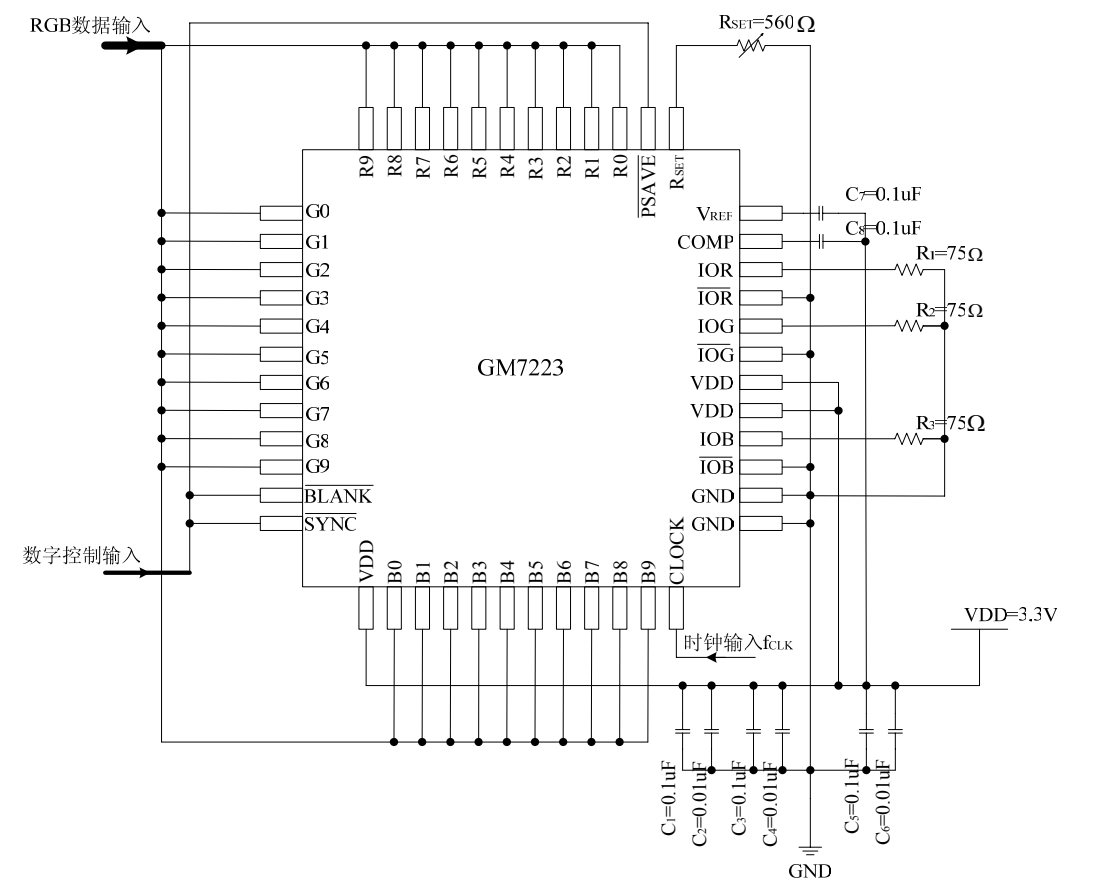 RGB数据输入
RSET=560Ω
R9
R8
R7
R6
R5
R4
R3
R2
R1
R0
PSAVE
RSET
G0
G1
G2
G3
G4
G5
G6
G7
G8
G9
BLANK
SYNC
GM7223
VREF
COMP
IOR
IOR
IOG
IOG
VDD
VDD
IOB
IOB
GND
GND
C7=0.1uF
C8=0.1uF
R1=75Ω
R2=75Ω
R3=75Ω
数字控制输入
VDD
B0
B1
B2
B3
B4
B5
B6
B7
B8
B9
CLOCK
时钟输入fCLK
VDD=3.3V
C1=0.1uF
C2=0.01uF
C3=0.1uF
C4=0.01uF
C5=0.1uF
C6=0.01uF
GND